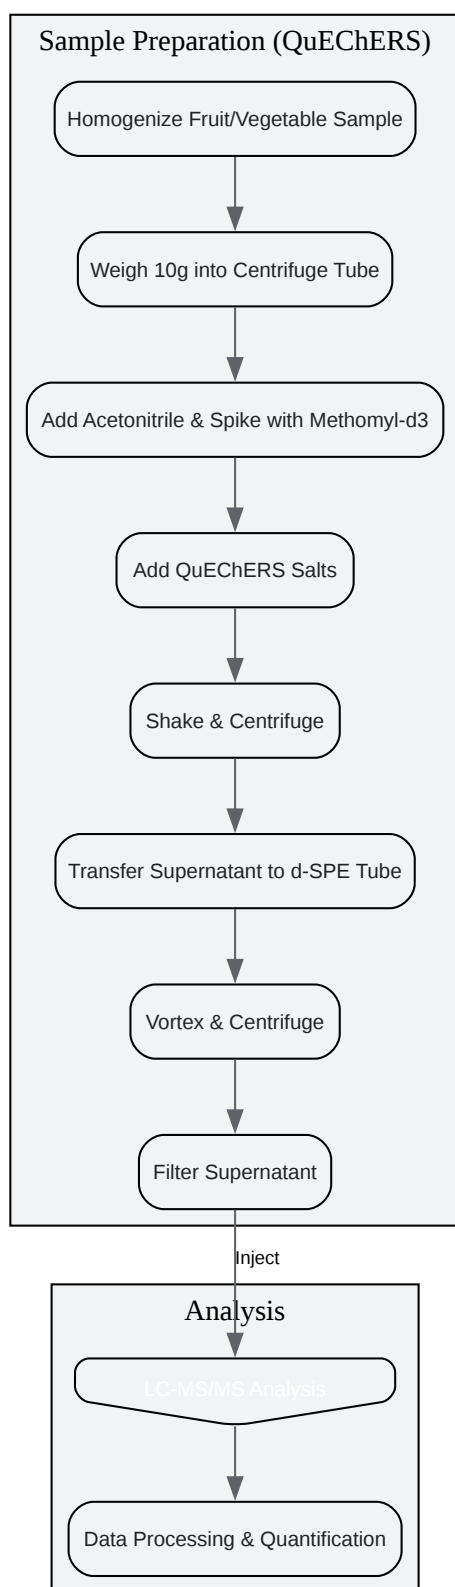 Sample Preparation (QuEChERS)
Homogenize Fruit/Vegetable Sample
Weigh 10g into Centrifuge Tube
Add Acetonitrile & Spike with Methomyl-d3
Add QuEChERS Salts
Shake & Centrifuge
Transfer Supernatant to d-SPE Tube
Vortex & Centrifuge
Filter Supernatant
Inject
Analysis
LC-MS/MS Analysis
Data Processing & Quantification